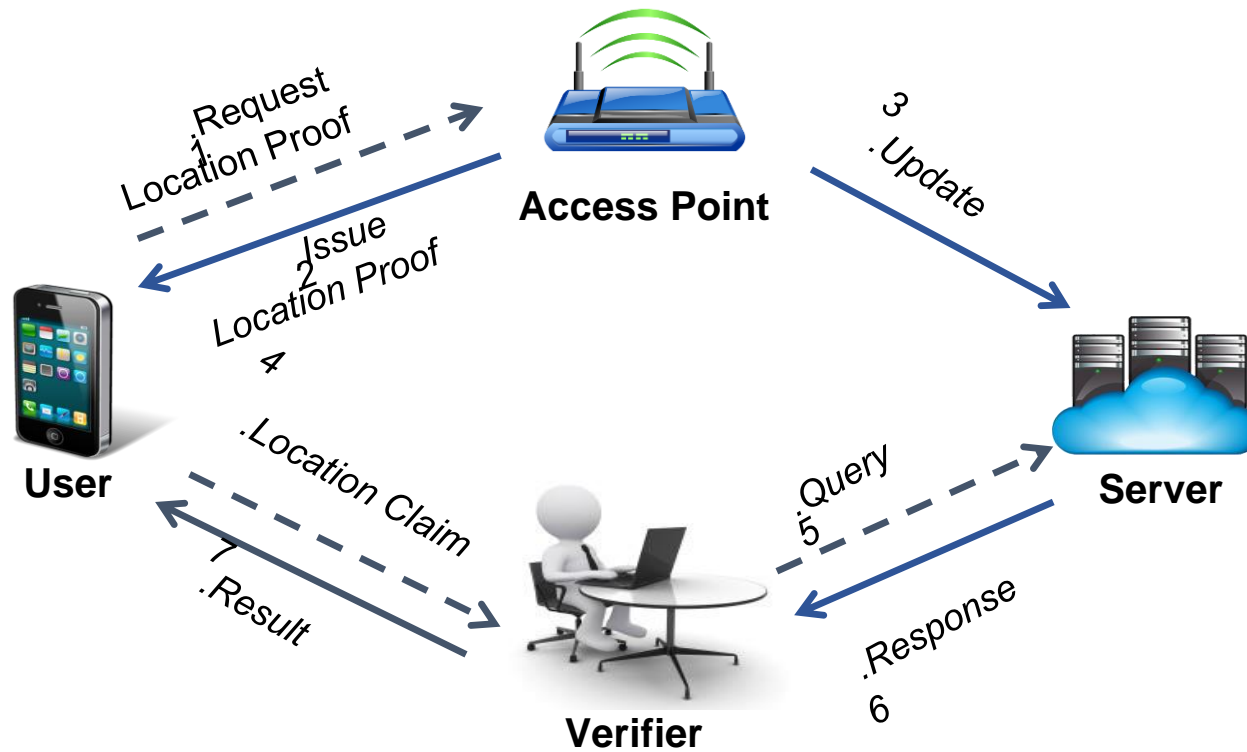 1.Request
Location Proof
Access Point
3
.Update
2.Issue
Location Proof
4
.Location Claim
User
.Query
5
Server
7
.Result
.Response
6
Verifier